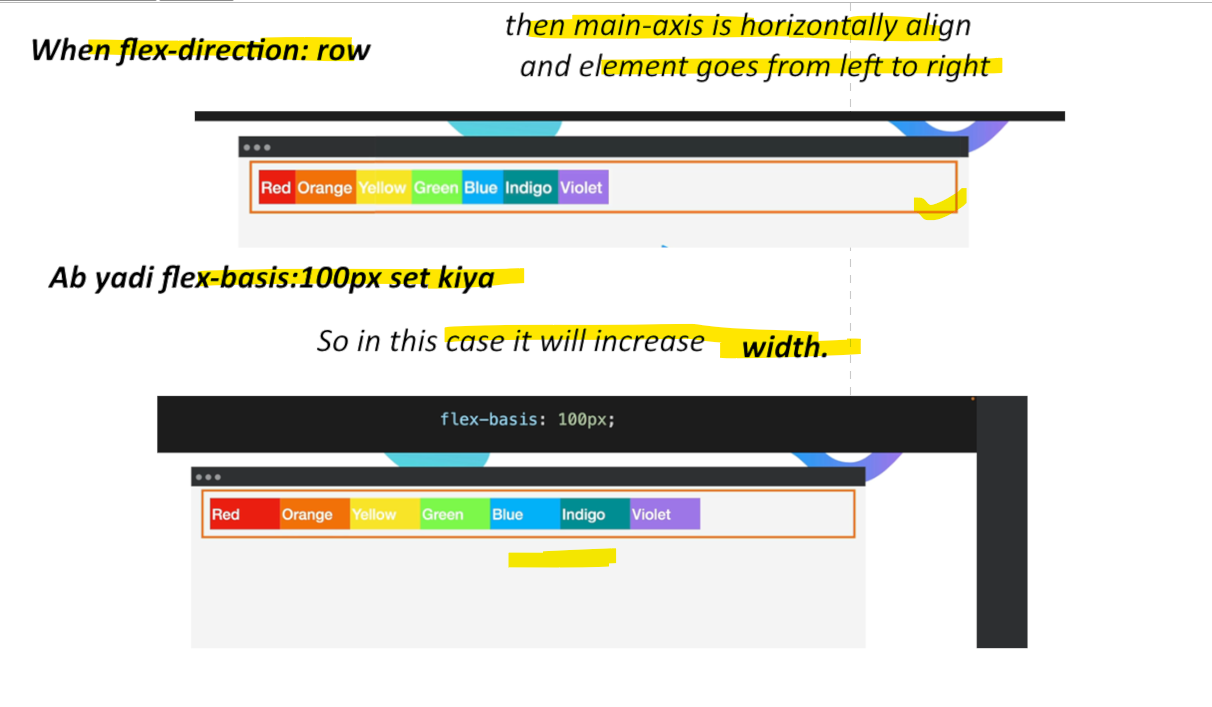 When flex-direction: row
then main-axis is horizontally align
and element goes from left to right
Red Orange Yellow Green Blue Indigo Violet
Ab yadi flex-basis:100px set kiya
So in this case it will increase width.
flex-basis: 100px;
Red Orange Yellow Green Blue Indigo Violet